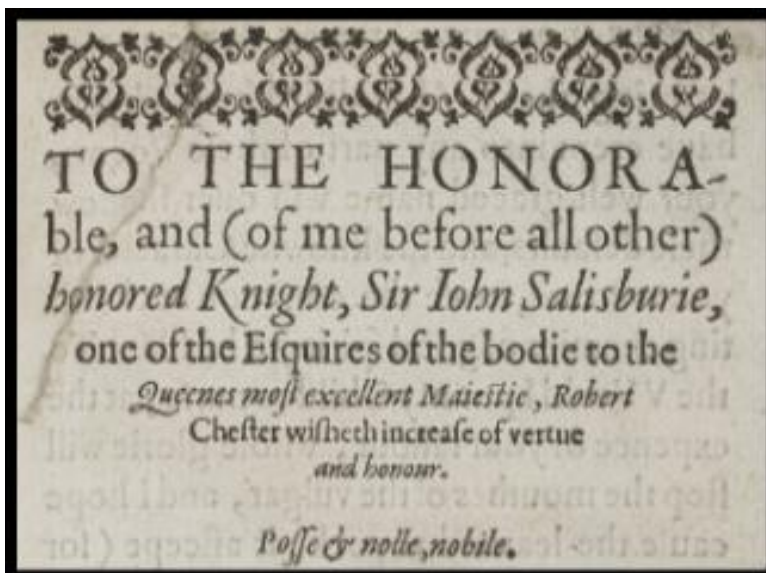 TO THE HONORA-
ble, and (of me before all other)
honored Knight, Sir Iohn Salisburie,
one of the Eſquires of the bodie to the
Queenes moſt excellent Maieſtie, Robert
Cheſter wiſheth increaſe of vertue
and honour.
Poſſe & nolle, nobile.